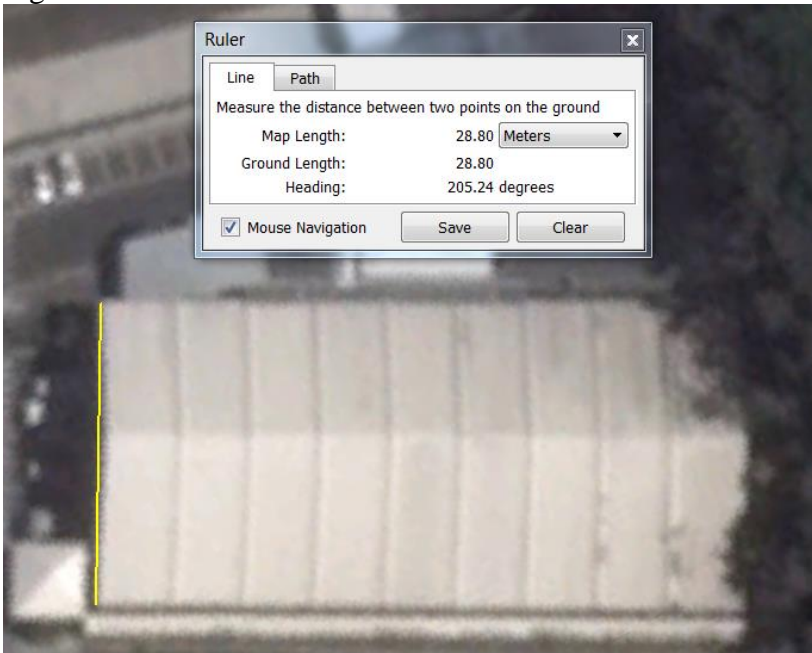 Ruler
Line Path
Measure the distance between two points on the ground
Map Length: 28.80 Meters
Ground Length: 28.80
Heading: 205.24 degrees
Mouse Navigation Save Clear